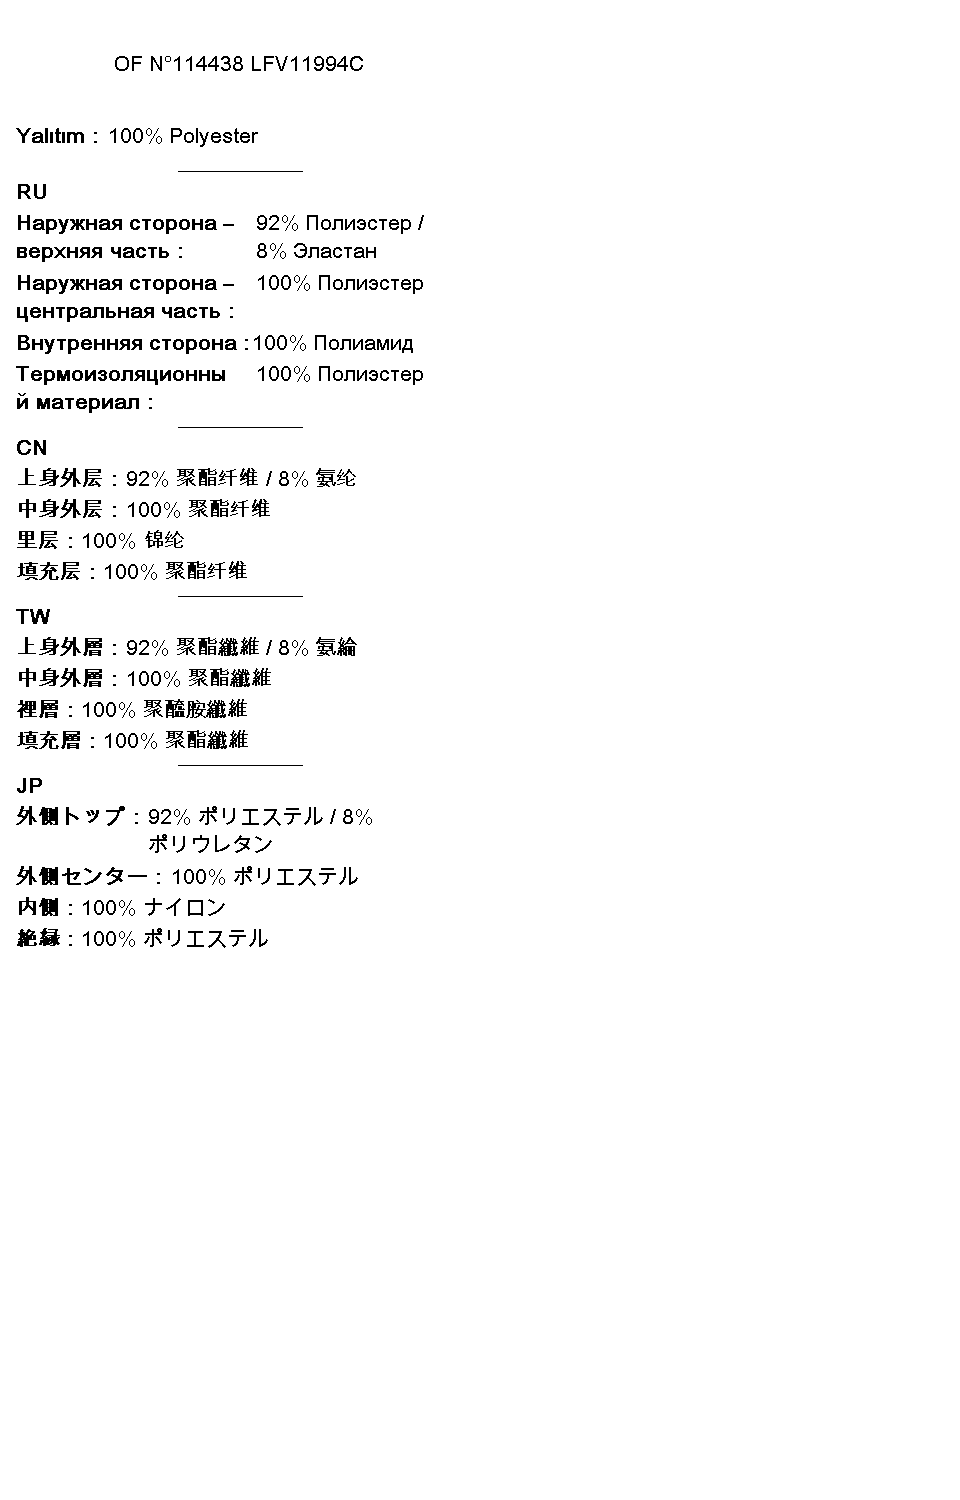 OF N°114438 LFV11994C
Yalıtım : 100% Polyester
RU
Наружная сторона – 92% Полиэстер /
верхняя часть : 8% Эластан
Наружная сторона – 100% Полиэстер
центральная часть :
Внутренняя сторона : 100% Полиамид
Термоизоляционны 100% Полиэстер
й материал :
CN
上身外层 : 92% 聚酯纤维 / 8% 氨纶
中身外层 : 100% 聚酯纤维
里层 : 100% 锦纶
填充层 : 100% 聚酯纤维
TW
上身外層 : 92% 聚酯纖維 / 8% 氨綸
中身外層 : 100% 聚酯纖維
裡層 : 100% 聚醯胺纖維
填充層 : 100% 聚酯纖維
JP
外側トップ : 92% ポリエステル / 8%
ポリウレタン
外側センター : 100% ポリエステル
内側 : 100% ナイロン
絶縁 : 100% ポリエステル